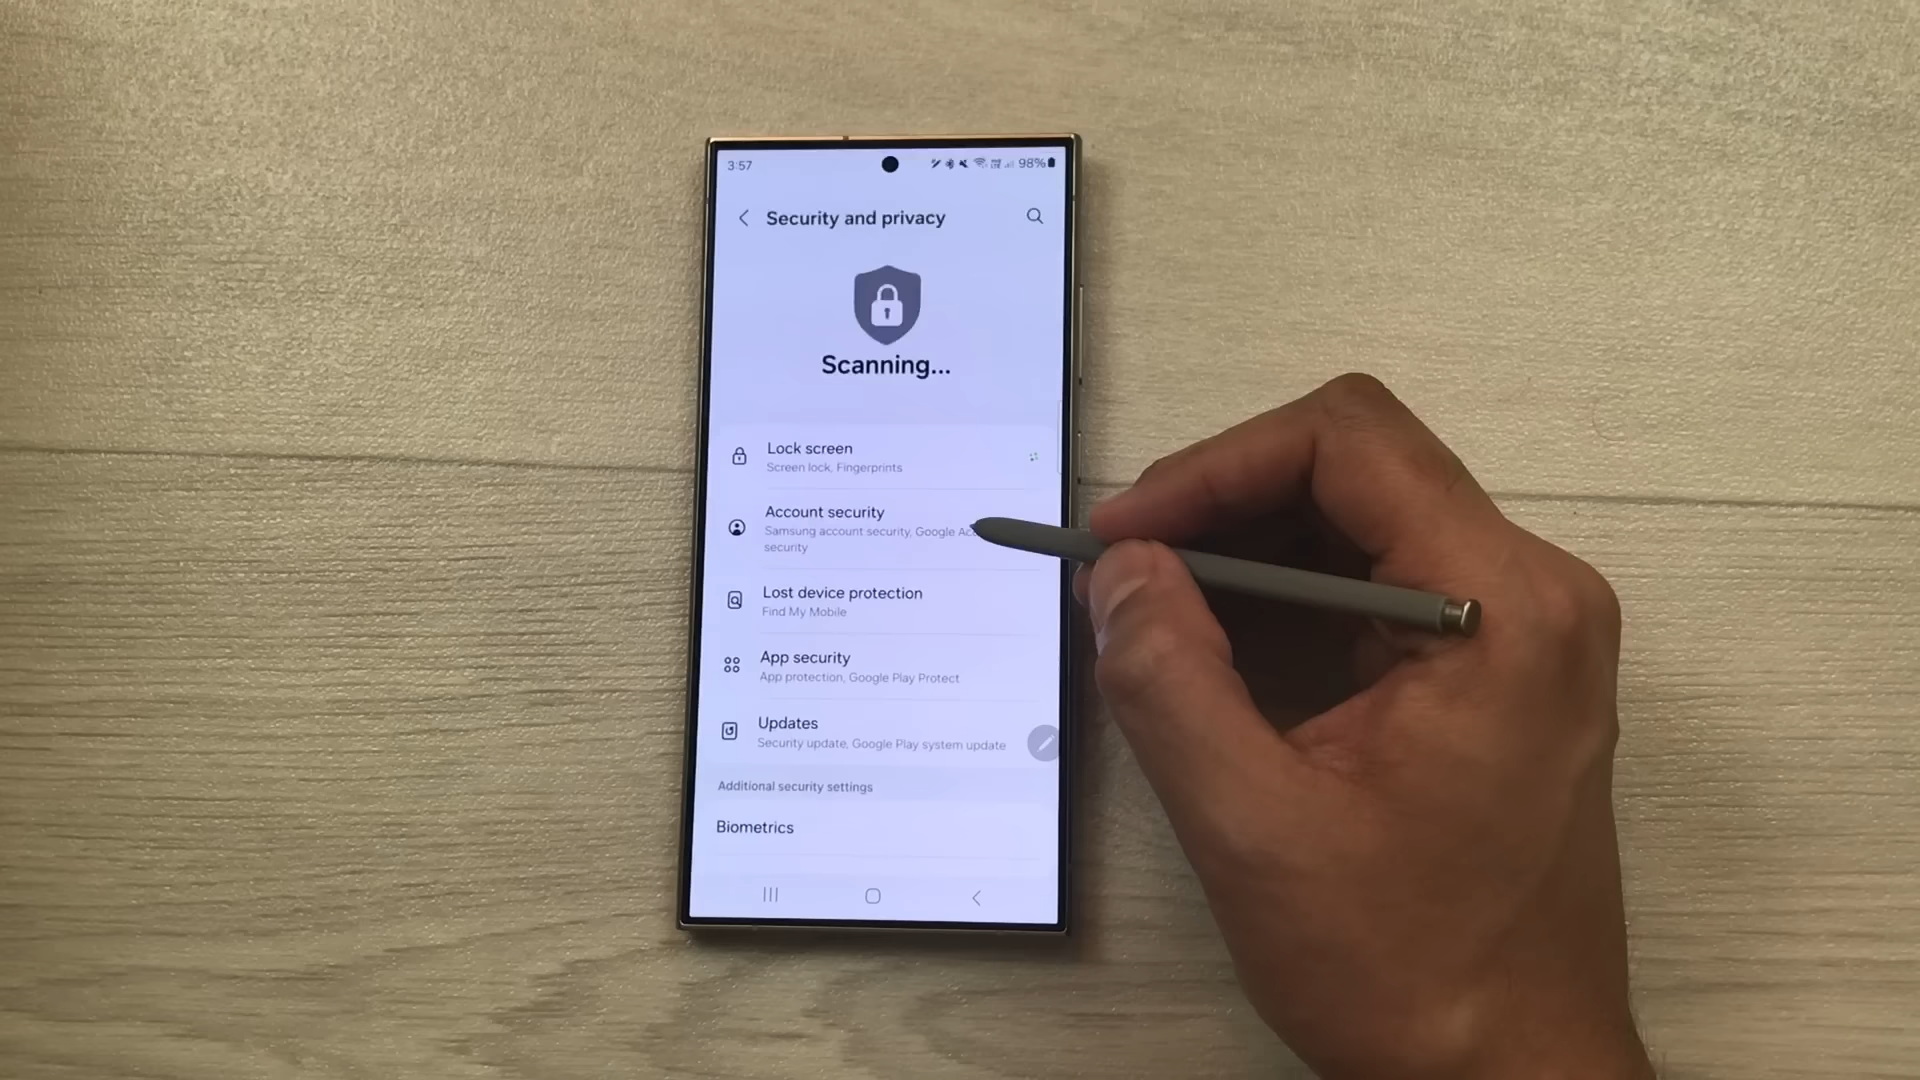 3:57
98%
Security and privacy
Scanning...
Lock screen
Screen lock, Fingerprints
Account security
Samsung account security, Google
security
Lost device protection
Find My Mobile
App security
App protection, Google Play Protect
Updates
Security update, Google Play system update
Additional security settings
Biometrics